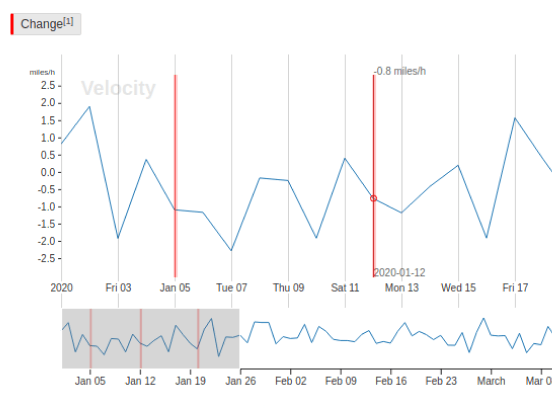 Change[1]
miles/h
-0.8 miles/h
Velocity
2.5
2.0
1.5
1.0
0.5
0.0
-0.5
-1.0
-1.5
-2.0
-2.5
2020-01-12
2020 Fri 03 Jan 05 Tue 07 Thu 09 Sat 11 Mon 13 Wed 15 Fri 17
Jan 05 Jan 12 Jan 19 Jan 26 Feb 02 Feb 09 Feb 16 Feb 23 March Mar 0